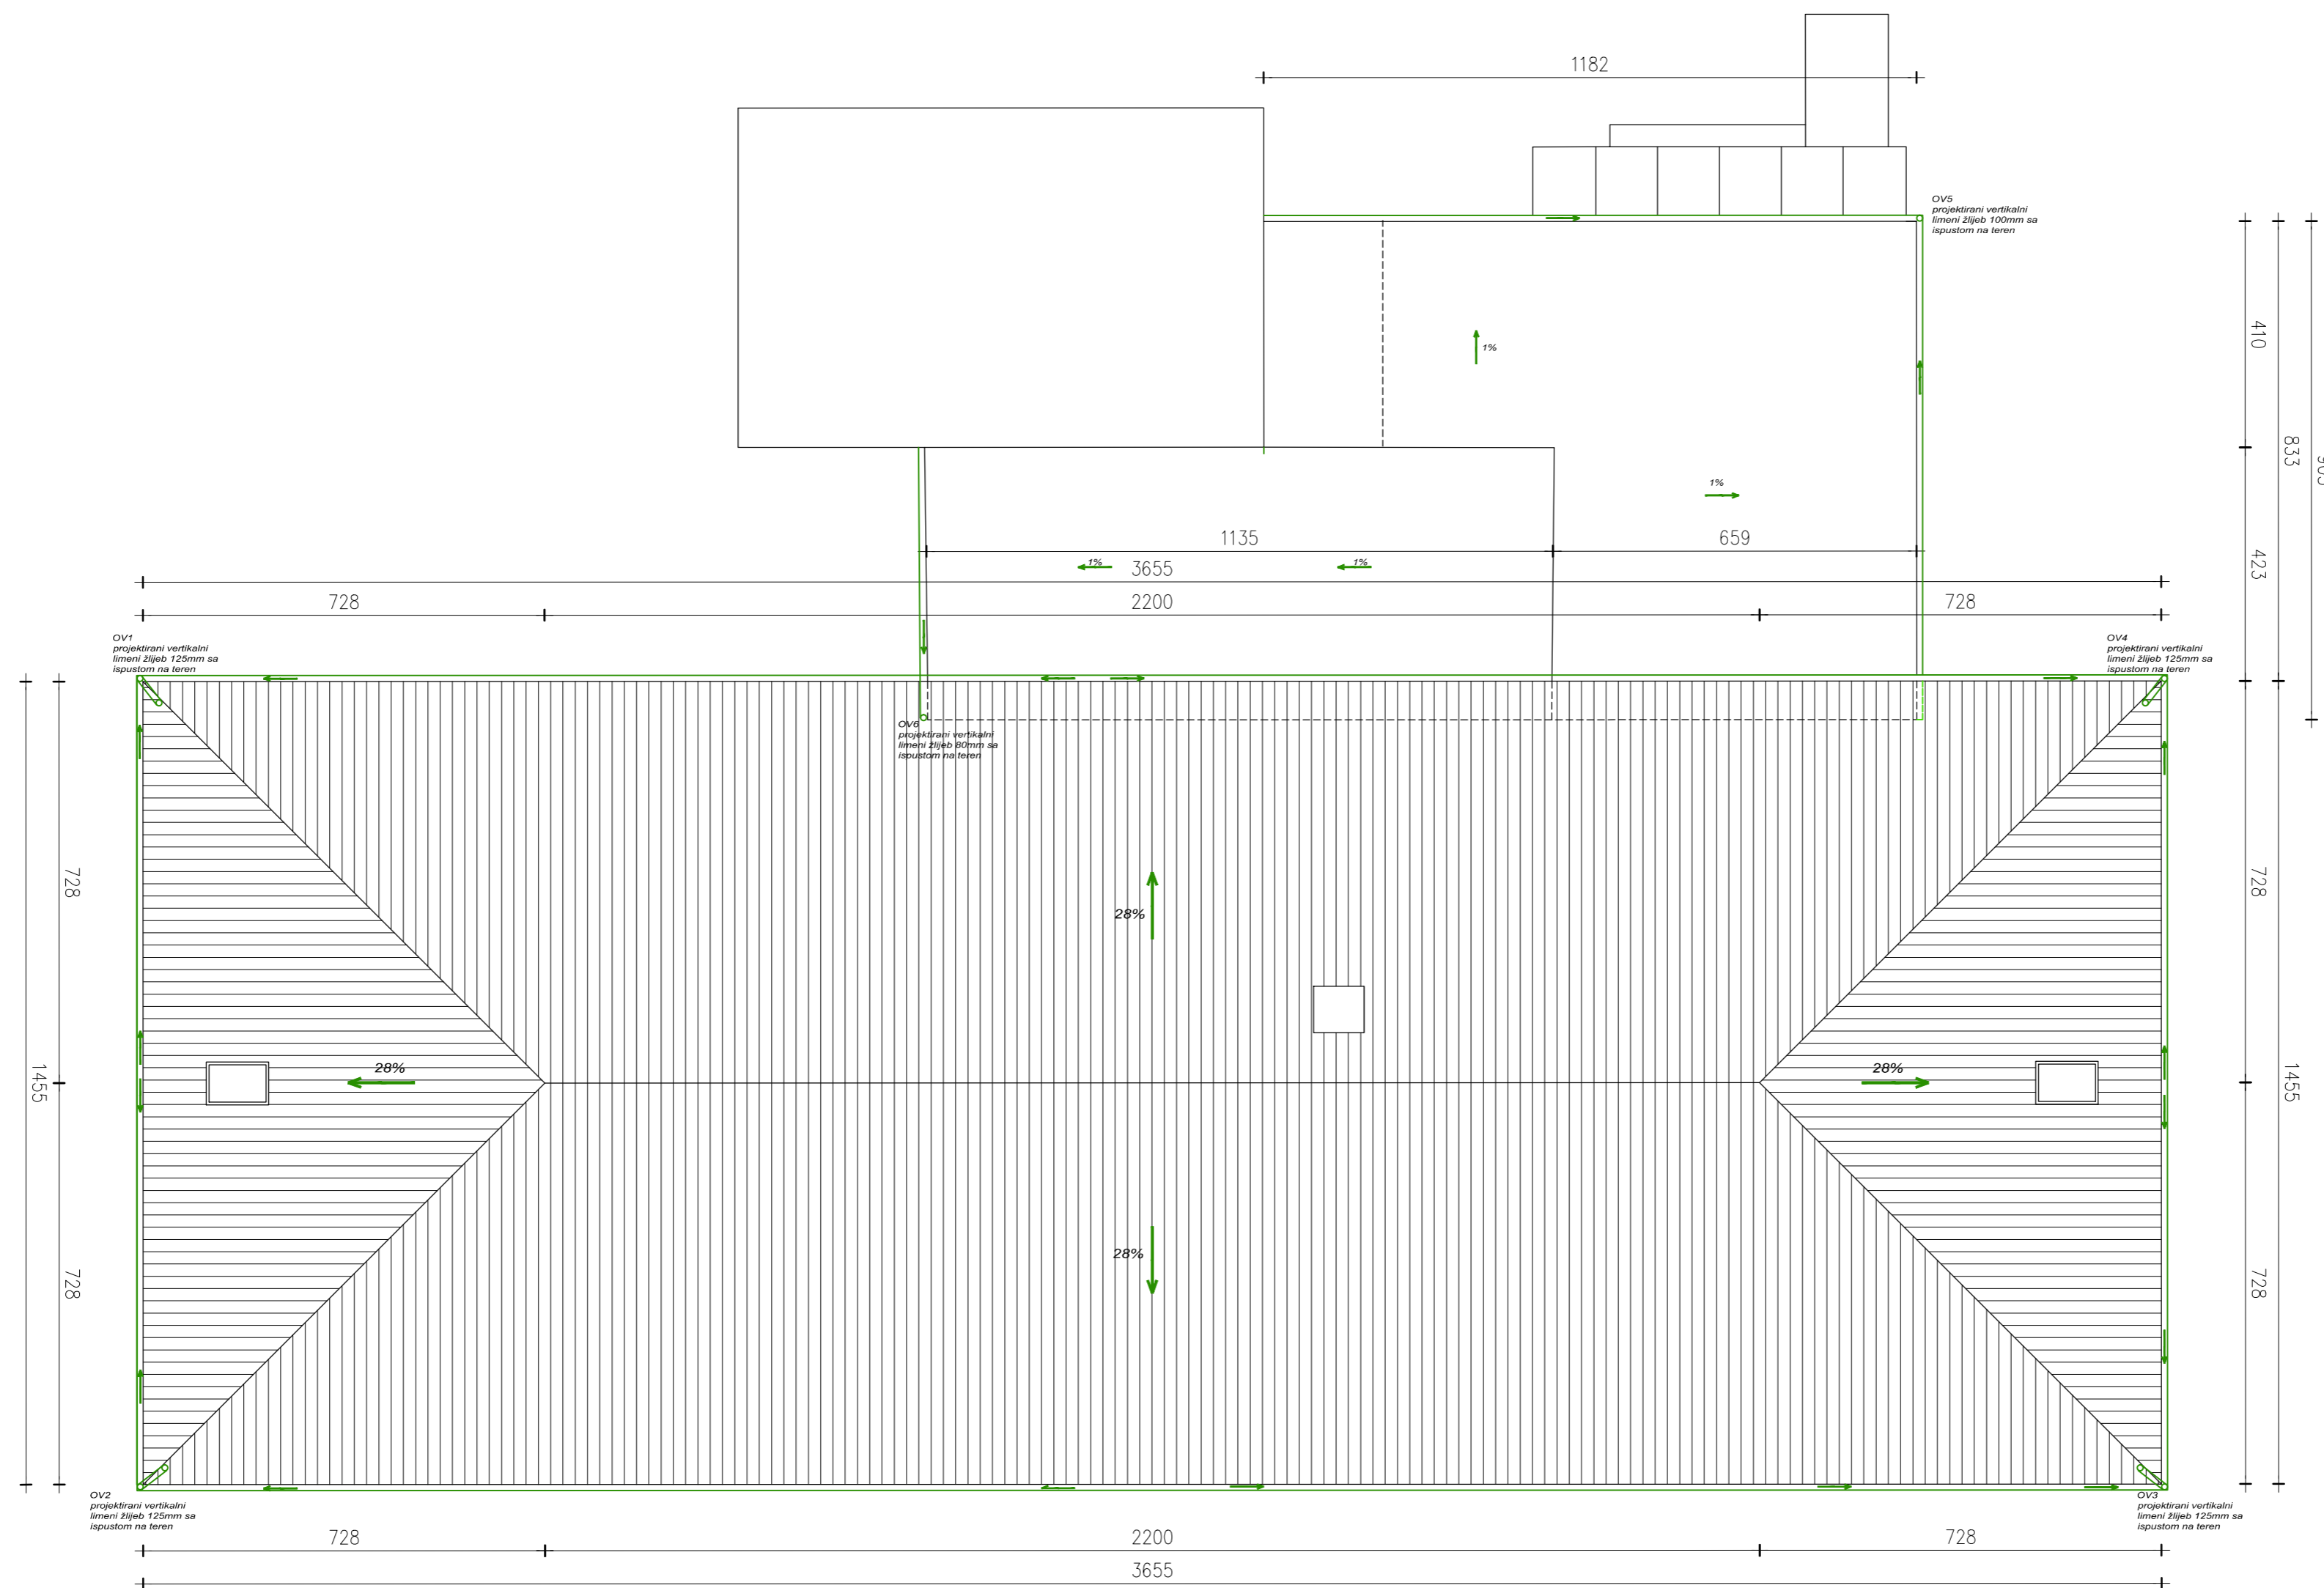 1182
OV5
projektirani vertikalni
limeni žlijeb 100mm sa
ispustom na teren
410
833
1%
1%
1135
659
423
1%
1%
3655
728
2200
728
OV1
projektirani vertikalni
limeni žlijeb 125mm sa
ispustom na teren
OV4
projektirani vertikalni
limeni žlijeb 125mm sa
ispustom na teren
OV6
projektirani vertikalni
limeni žlijeb 80mm sa
ispustom na teren
728
728
28%
28%
28%
1455
1455
28%
728
728
OV2
projektirani vertikalni
limeni žlijeb 125mm sa
ispustom na teren
OV3
projektirani vertikalni
limeni žlijeb 125mm sa
ispustom na teren
728
2200
728
3655